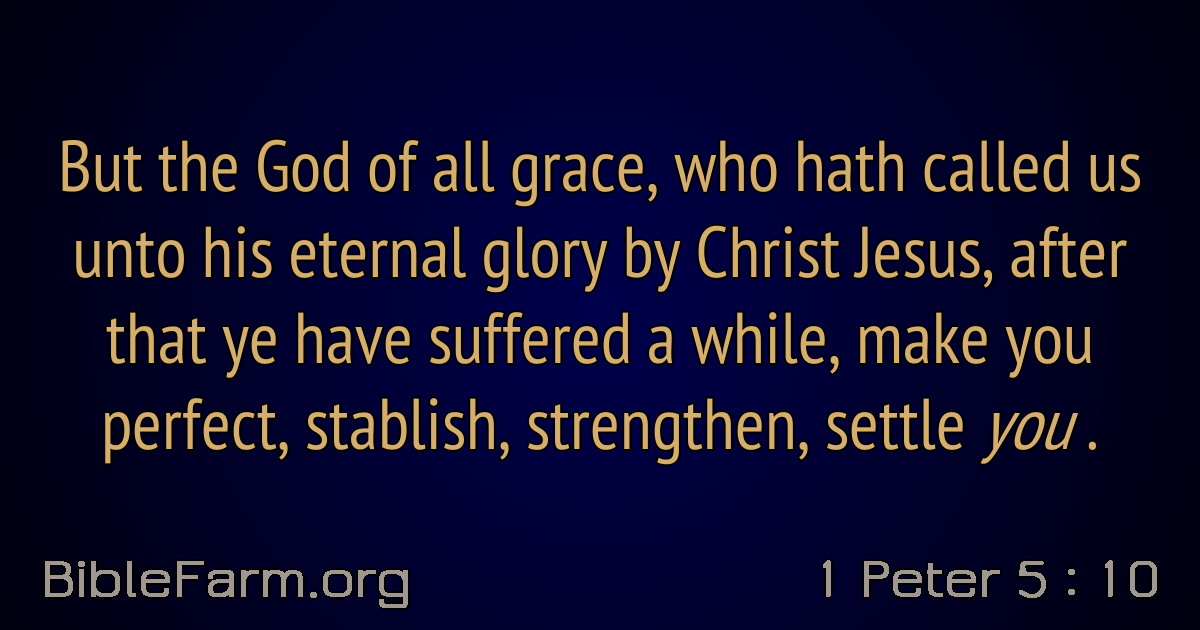 But the God of all grace, who hath called us
unto his eternal glory by Christ Jesus, after
that ye have suffered a while, make you
perfect, stablish, strengthen, settle you .
BibleFarm.org
1 Peter 5 : 10